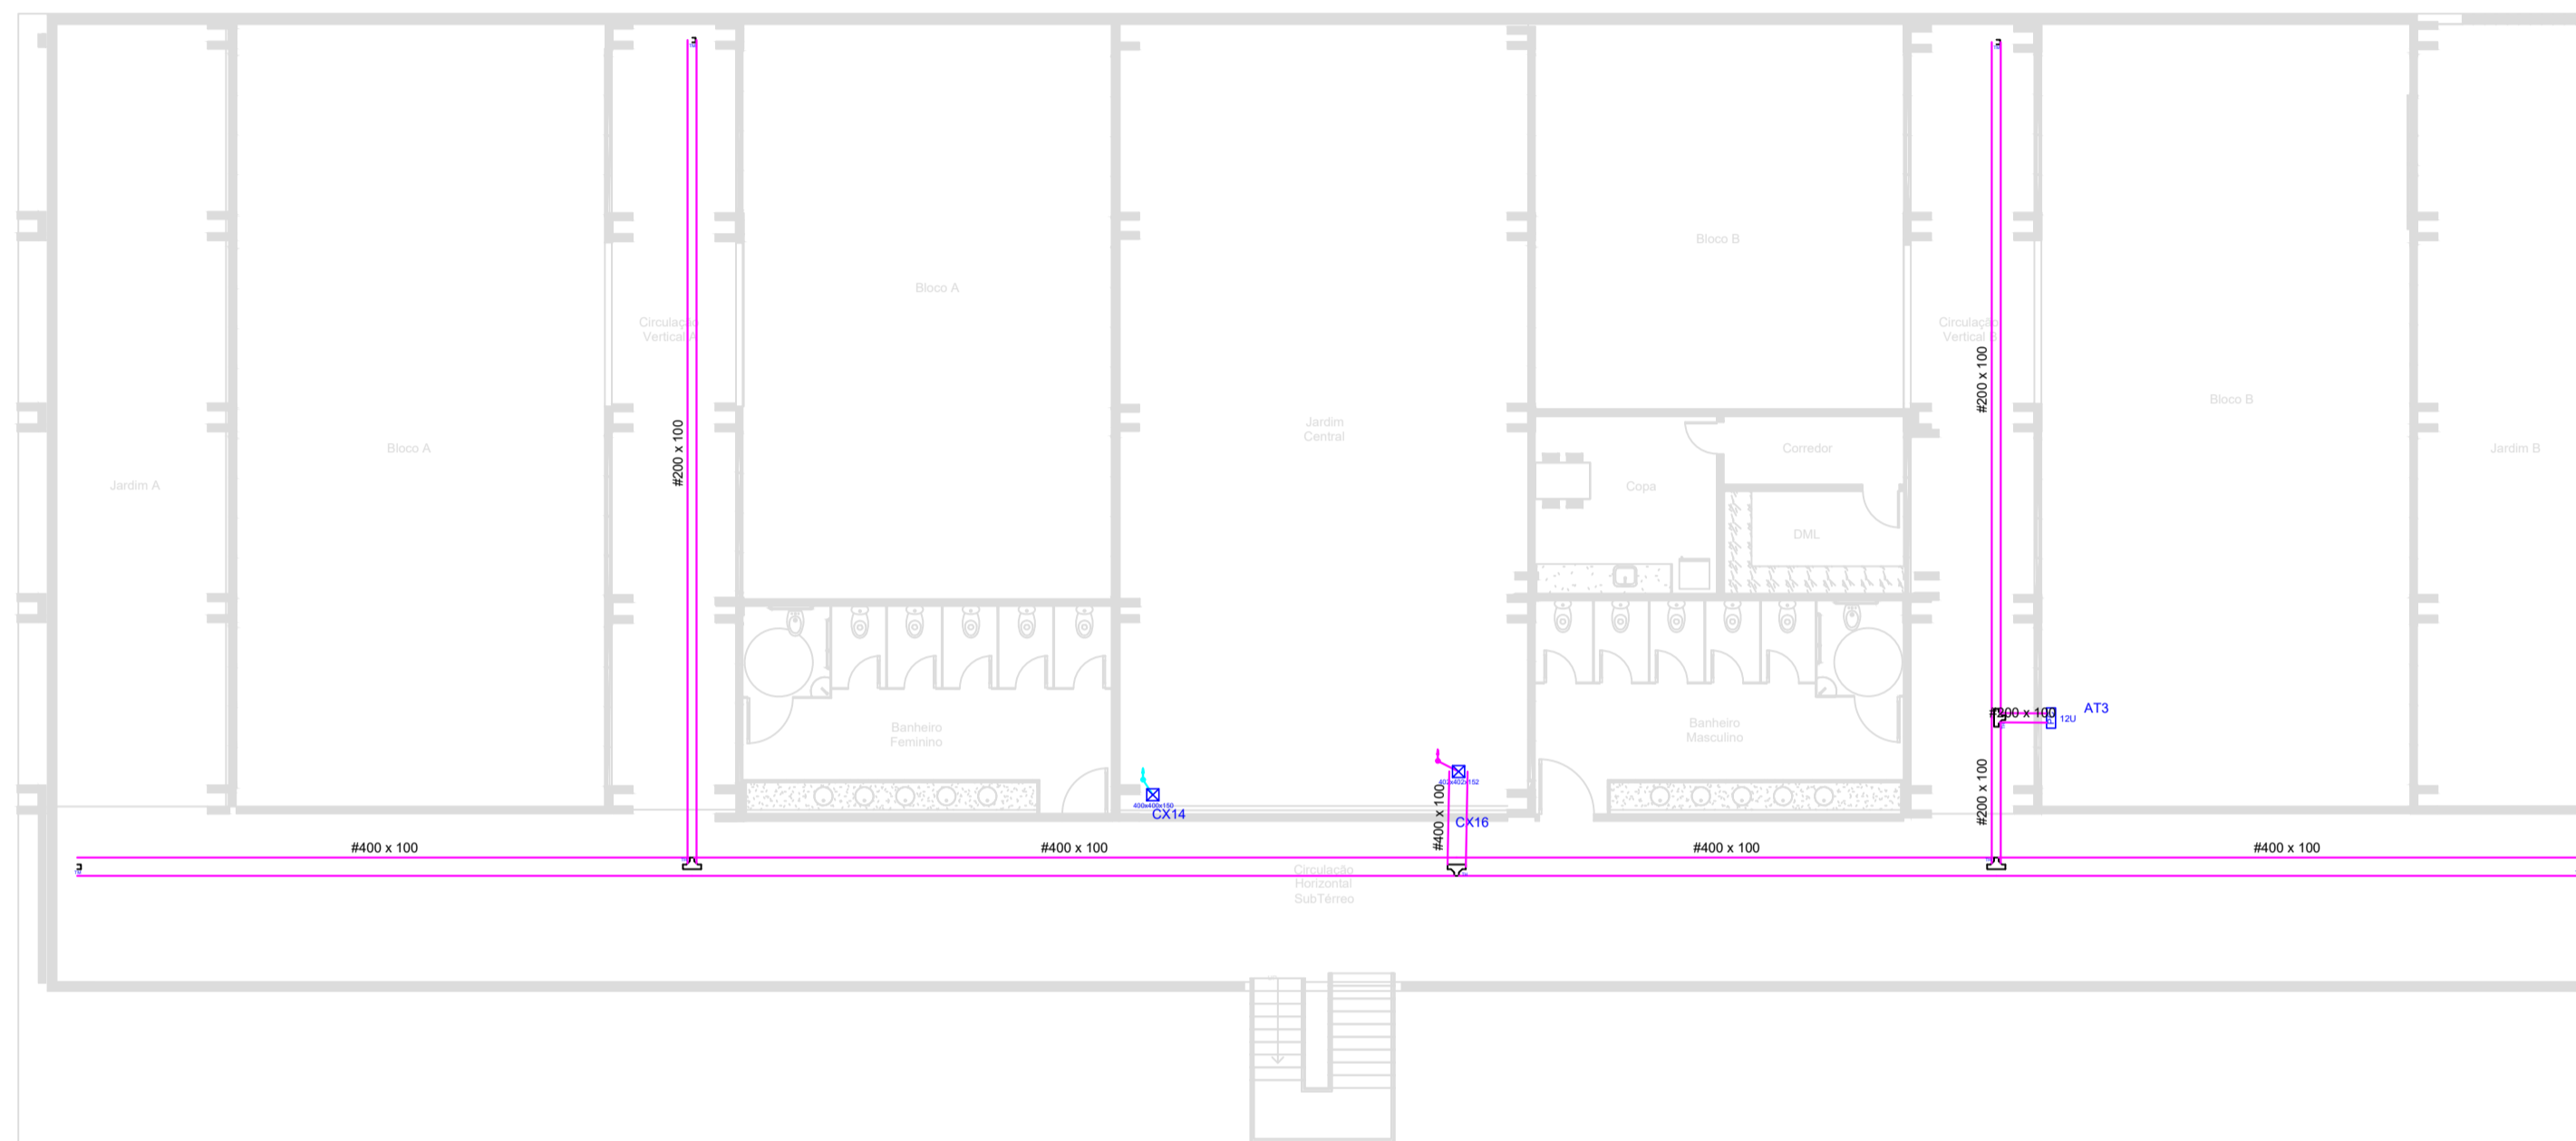 Bloco B
Bloco A
Circulação
Vertical A
Circulação
Vertical B
#200 x 100
Bloco B
Jardim
Central
#200 x 100
Bloco A
Corredor
Jardim B
Jardim A
Copa
DML
#200 x 100
AT3
12U
Banheiro
Feminino
Banheiro
Masculino
402x402x152
400x400x150
CX14
#400 x 100
CX16
#200 x 100
#400 x 100
#400 x 100
#400 x 100
#400 x 100
Circulação
Horizontal
SubTérreo